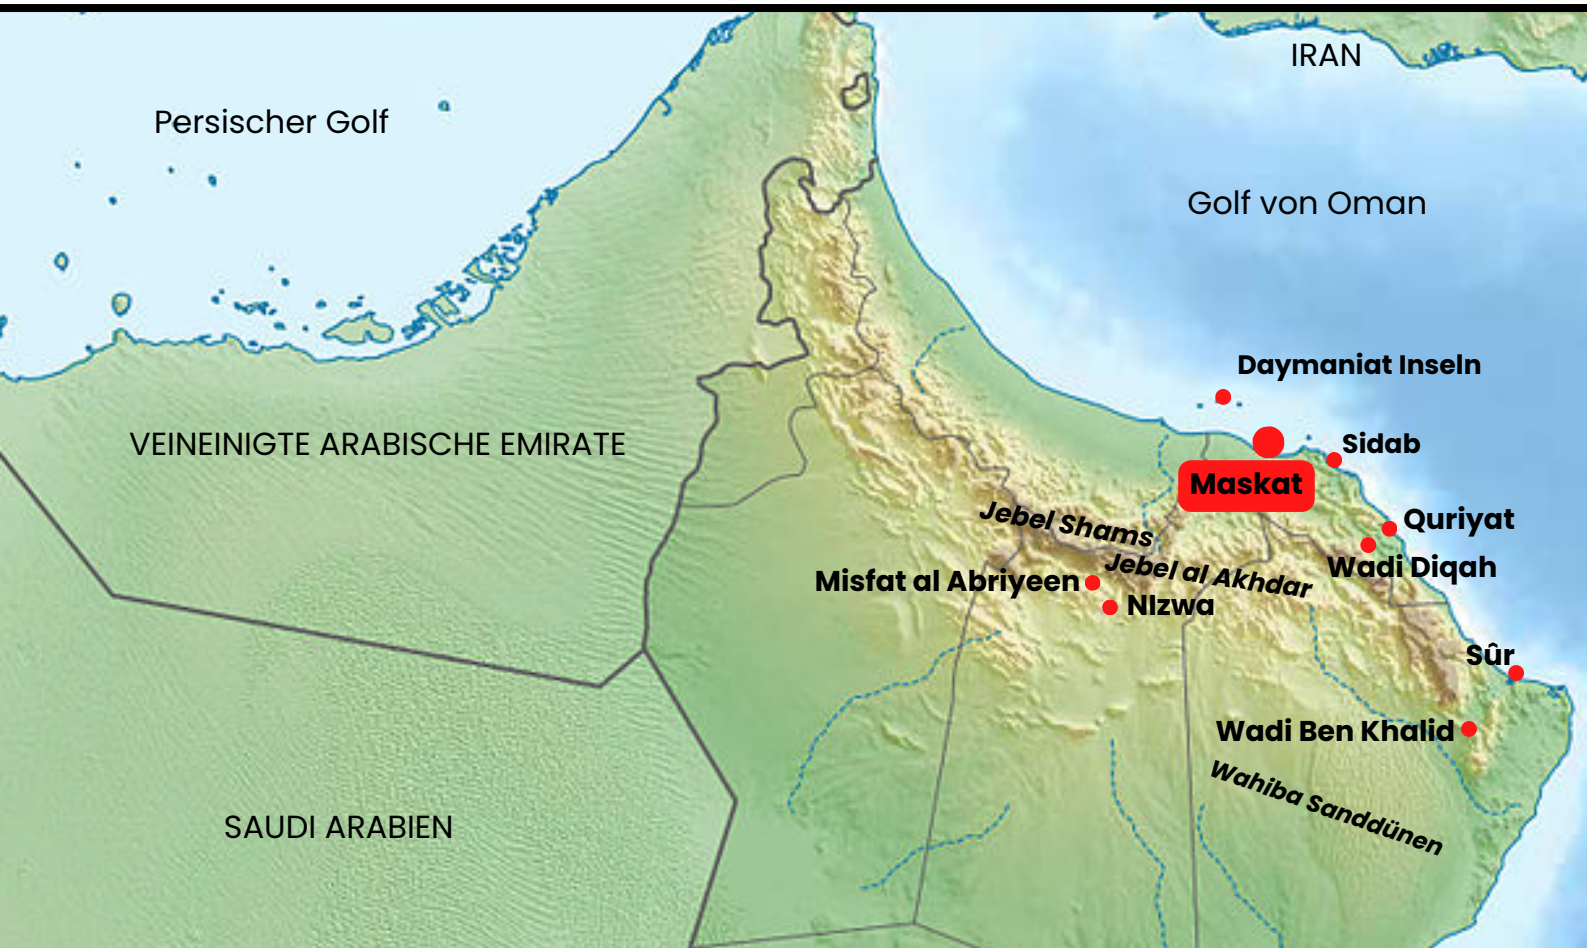 IRAN
Persischer Golf
Golf von Oman
Daymaniat Inseln
VEINEINIGTE ARABISCHE EMIRATE
Sidab
Maskat
Jebel Shams
Quriyat
Wadi Diqah
Jebel al Akhdar
Misfat al Abriyeen
NIzwa
Sûr
Wadi Ben Khalid
Wahiba Sanddünen
SAUDI ARABIEN